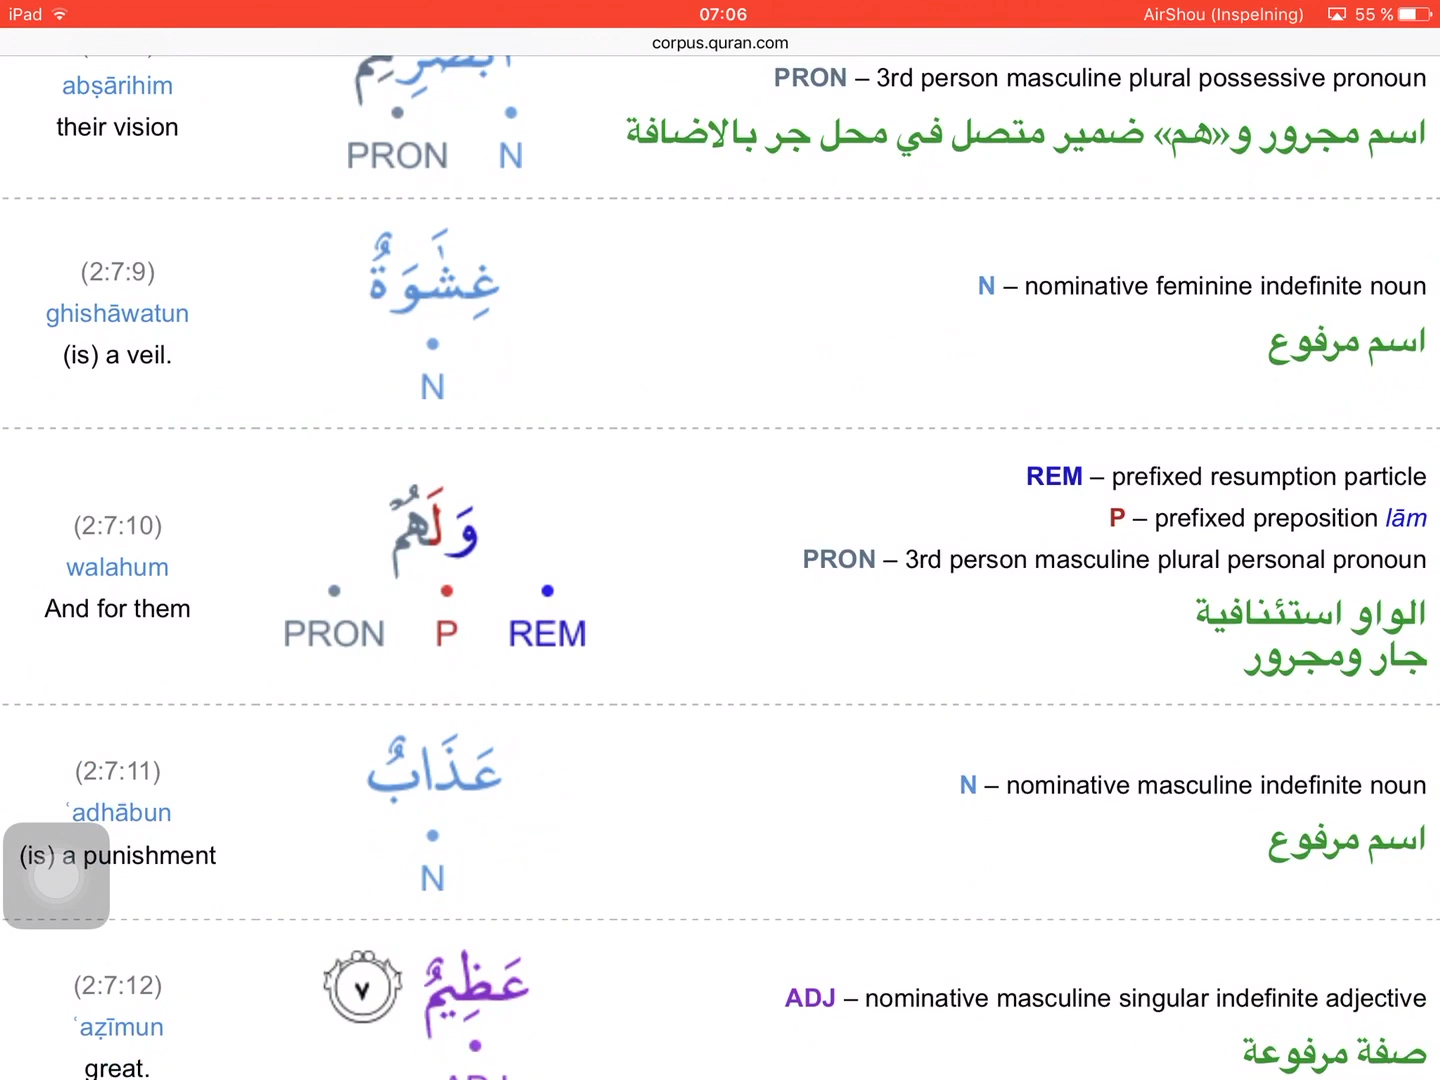 iPad 07:06 AirShou (Inspelning) 55 %
corpus.quran.com
abṣārihim
their vision
PRON N
PRON – 3rd person masculine plural possessive pronoun
اسم مجرور و«هم» ضمير متصل في محل جر بالاضافة
(2:7:9)
ghishāwatun
(is) a veil.
غِشَٰوَةٌ
N
N – nominative feminine indefinite noun
اسم مرفوع
(2:7:10)
walahum
And for them
وَلَهُمْ
PRON P REM
REM – prefixed resumption particle
P – prefixed preposition lām
PRON – 3rd person masculine plural personal pronoun
الواو استئنافية
جار ومجرور
(2:7:11)
ʿadhābun
(is) a punishment
عَذَابٌ
N
N – nominative masculine indefinite noun
اسم مرفوع
(2:7:12)
ʿaẓīmun
great.
عَظِيمٌ ٧
ADJ
ADJ – nominative masculine singular indefinite adjective
صفة مرفوعة